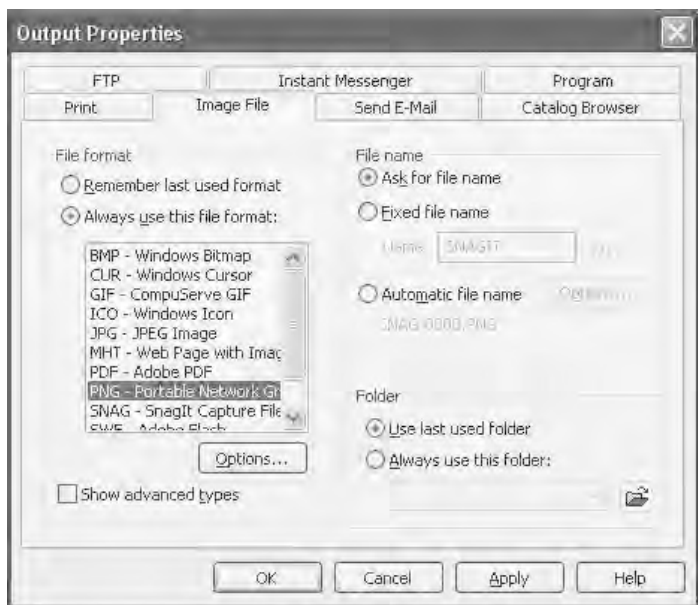 Output Properties
FTP
Instant Messenger
Program
Print
Image File
Send E-Mail
Catalog Browser
File format
Remember last used format
Always use this file format:
BMP - Windows Bitmap
CUR - Windows Cursor
GIF - CompuServe GIF
ICO - Windows Icon
JPG - JPEG Image
MHT - Web Page with Imag
PDF - Adobe PDF
PNG - Portable Network Gr
SNAG - SnagIt Capture File
SWF - Adobe Flash
Options...
Show advanced types
File name
Ask for file name
Fixed file name
Name: SNAGIT
Automatic file name
Options...
SNAG-0000.PNG
Folder
Use last used folder
Always use this folder:
OK
Cancel
Apply
Help